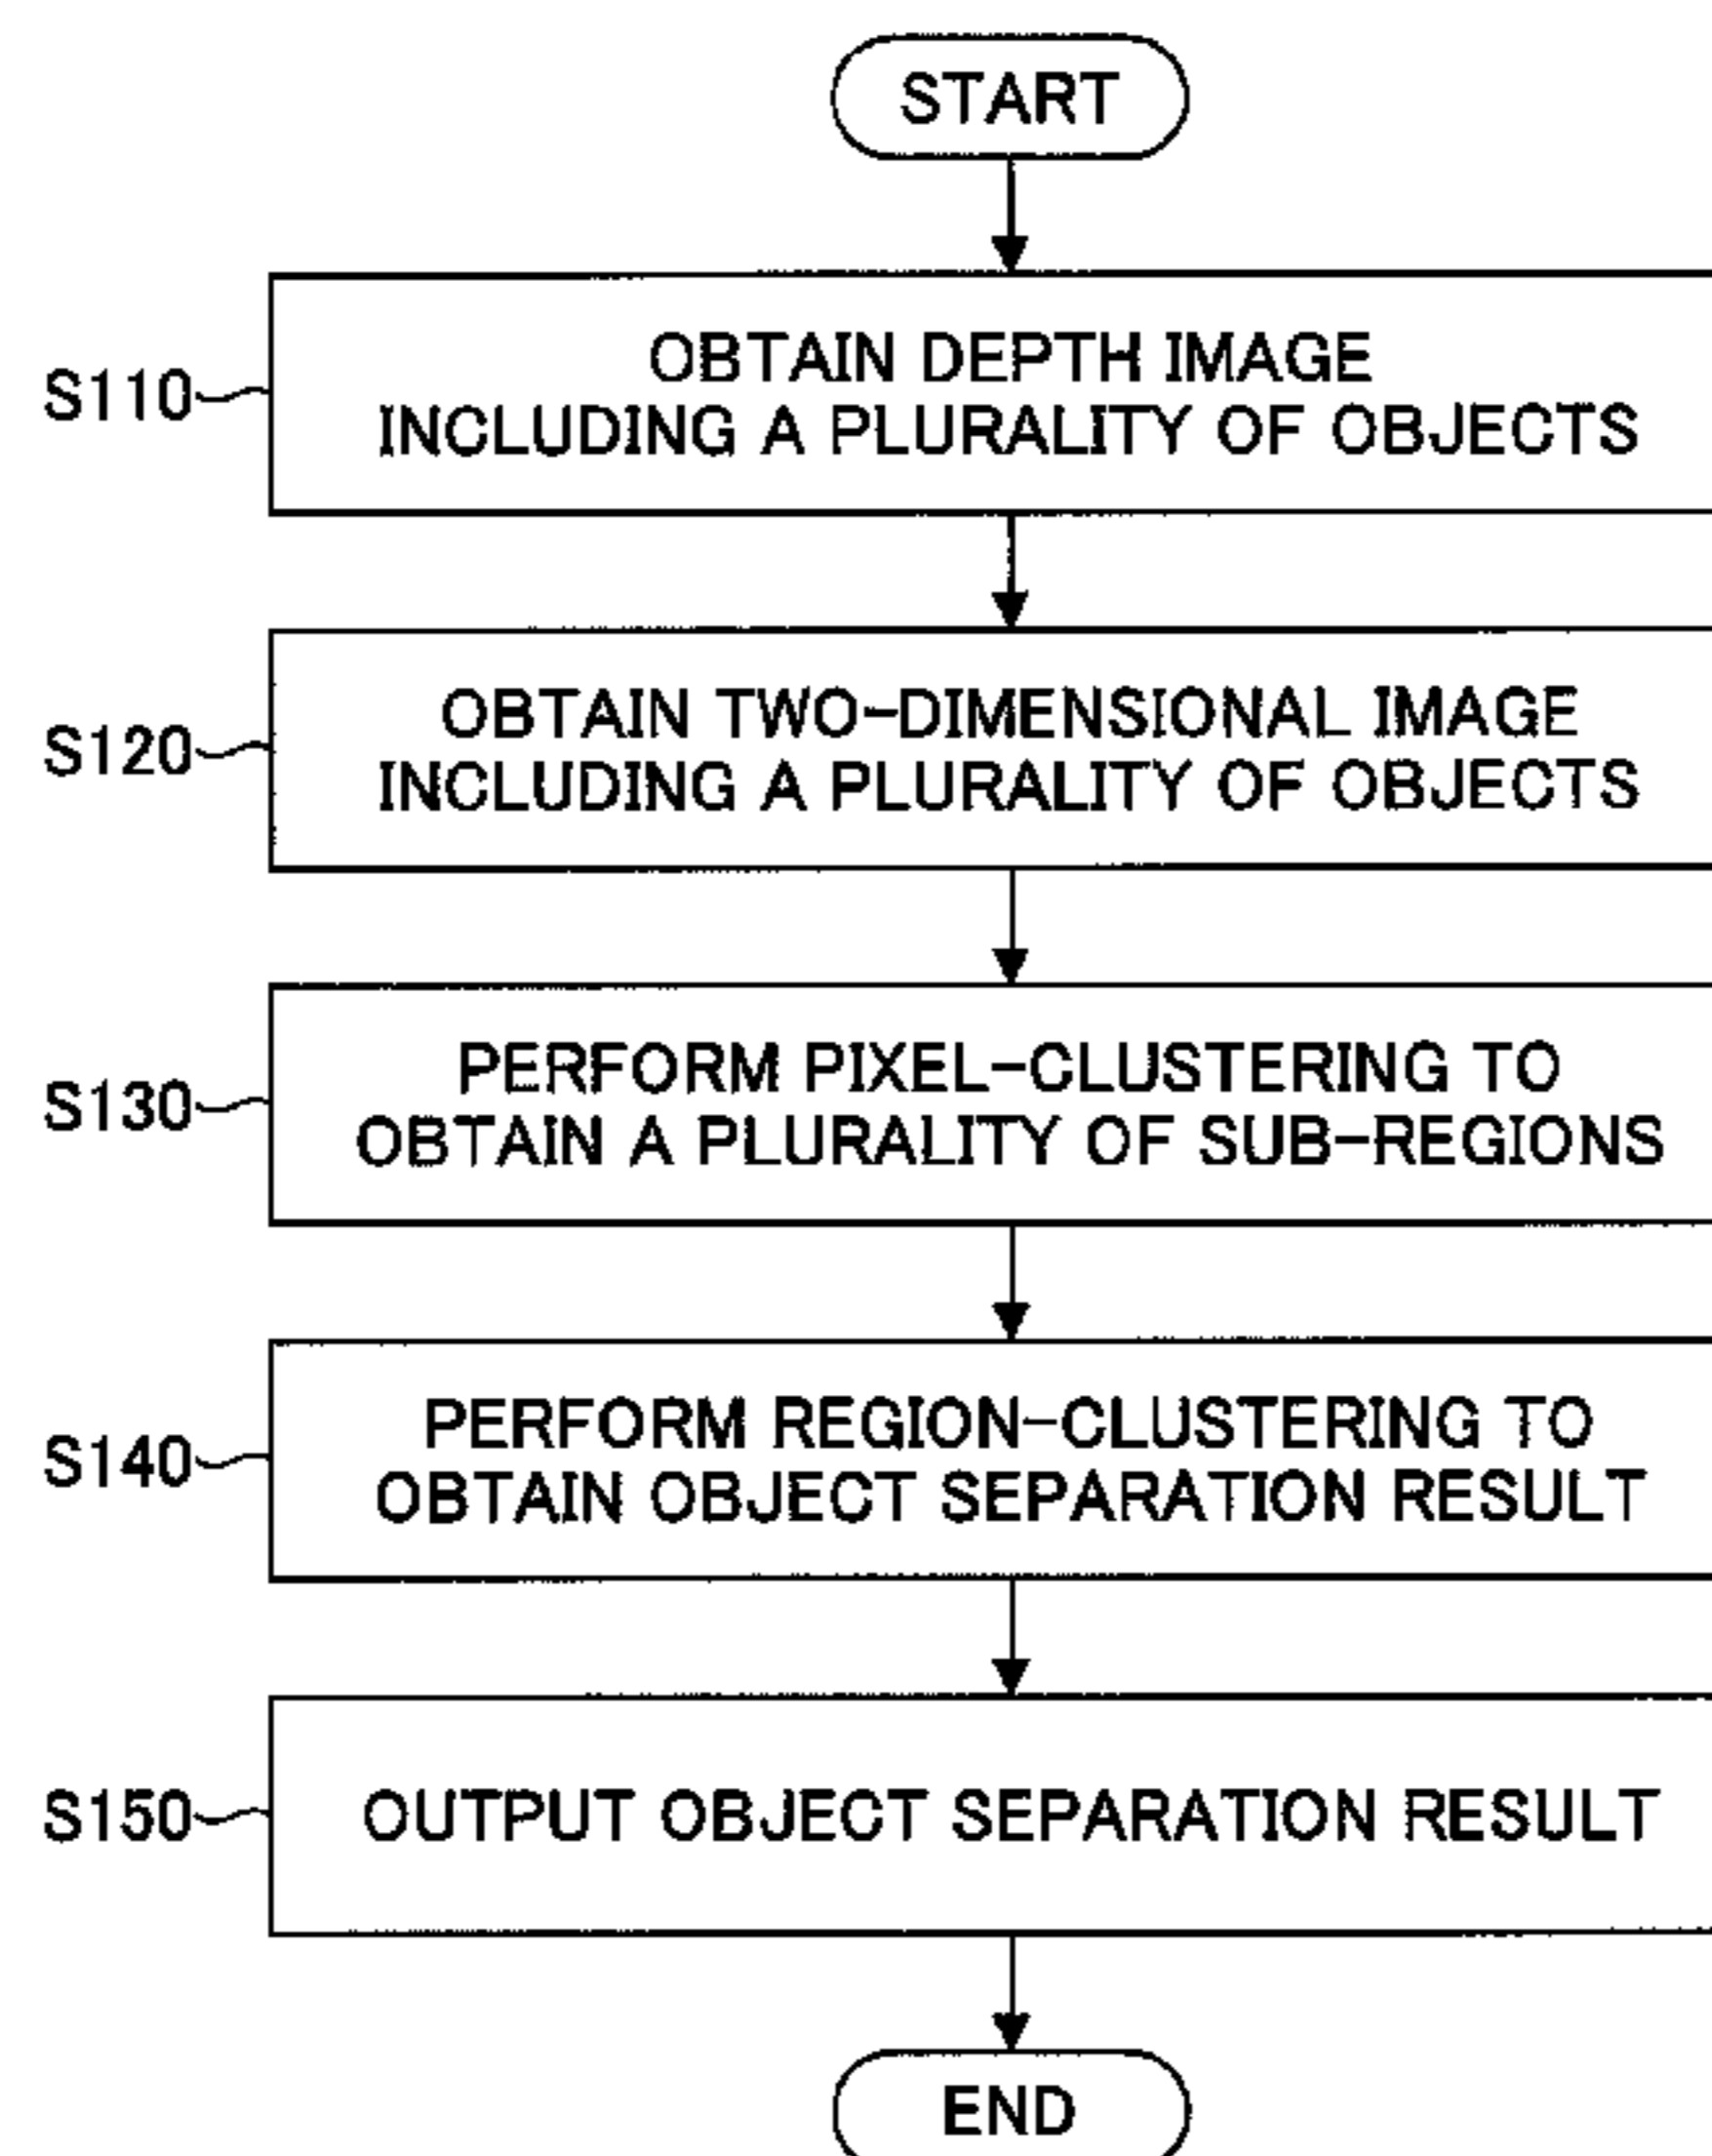 START
S110
OBTAIN DEPTH IMAGE
INCLUDING A PLURALITY OF OBJECTS
S120
OBTAIN TWO-DIMENSIONAL IMAGE
INCLUDING A PLURALITY OF OBJECTS
S130
PERFORM PIXEL-CLUSTERING TO
OBTAIN A PLURALITY OF SUB-REGIONS
S140
PERFORM REGION-CLUSTERING TO
OBTAIN OBJECT SEPARATION RESULT
S150
OUTPUT OBJECT SEPARATION RESULT
END